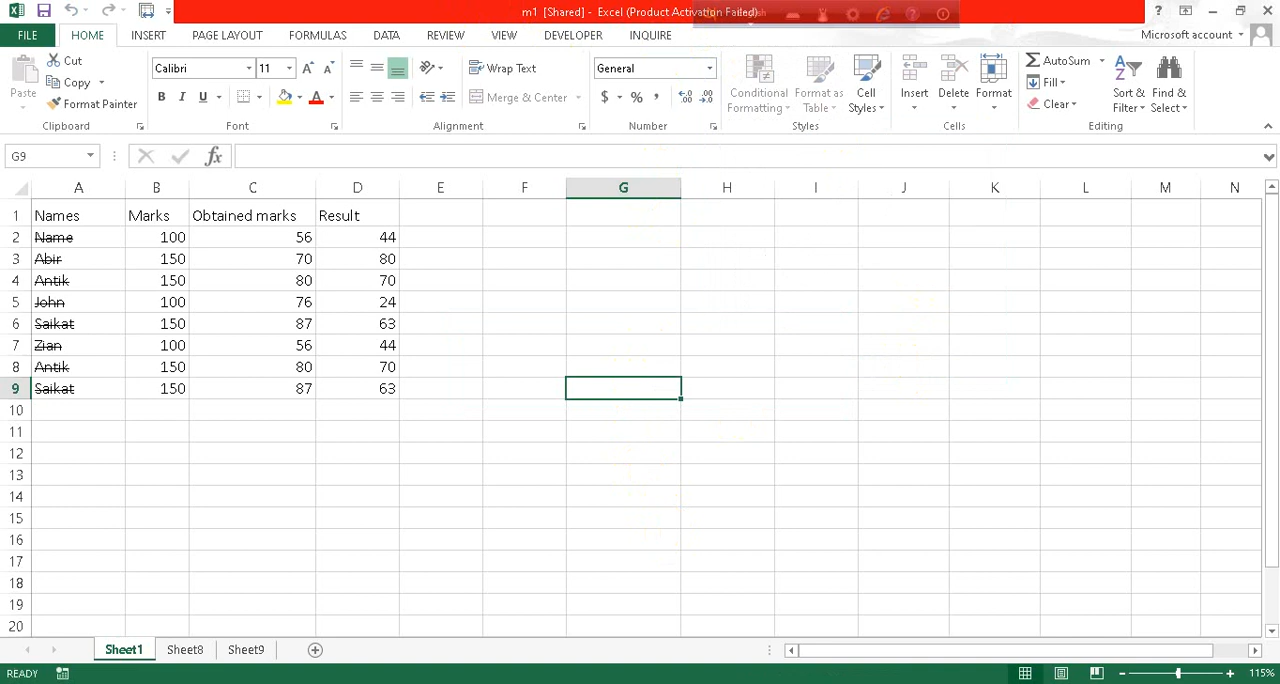 m1 [Shared] - Excel (Product Activation Failed)
Microsoft account
FILE HOME INSERT PAGE LAYOUT FORMULAS DATA REVIEW VIEW DEVELOPER INQUIRE
Paste
Cut
Copy
Format Painter
Clipboard
Calibri 11
B I U
Font
Wrap Text
Merge & Center
Alignment
General
$ % ,
Number
Conditional Formatting
Format as Table
Cell Styles
Styles
Insert
Delete
Format
Cells
AutoSum
Fill
Clear
Sort & Filter
Find & Select
Editing
G9
fx
A B C D E F G H I J K L M N
1 Names Marks Obtained marks Result
2 Name 100 56 44
3 Abir 150 70 80
4 Antik 150 80 70
5 John 100 76 24
6 Saikat 150 87 63
7 Zian 100 56 44
8 Antik 150 80 70
9 Saikat 150 87 63
10
11
12
13
14
15
16
17
18
19
20
Sheet1 Sheet8 Sheet9
READY
115%